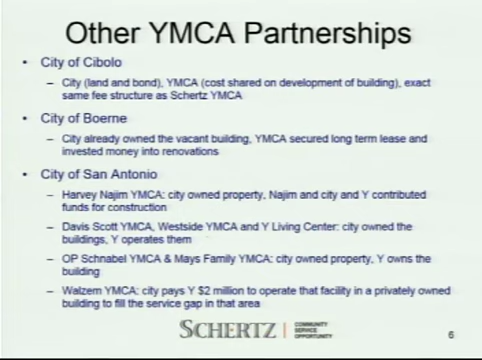 Other YMCA Partnerships
• City of Cibolo
– City (land and bond), YMCA (cost shared on development of building), exact
same fee structure as Schertz YMCA
• City of Boerne
– City already owned the vacant building, YMCA secured long term lease and
invested money into renovations
• City of San Antonio
– Harvey Najim YMCA: city owned property, Najim and city and Y contributed
funds for construction
– Davis Scott YMCA, Westside YMCA and Y Living Center: city owned the
buildings, Y operates them
– OP Schnabel YMCA & Mays Family YMCA: city owned property, Y owns the
building
– Walzem YMCA: city pays Y $2 million to operate that facility in a privately owned
building to fill the service gap in that area
SCHERTZ
COMMUNITY
SERVICE
OPPORTUNITY
6